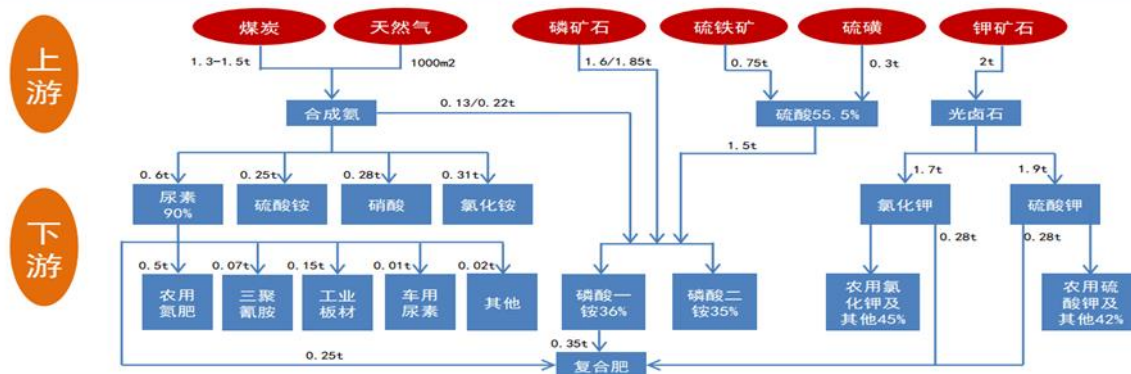 上游
煤炭
天然气
磷矿石
硫铁矿
硫磺
钾矿石
1.3-1.5t
1000m2
1.6/1.85t
0.75t
0.3t
2t
合成氨
0.13/0.22t
硫酸55.5%
光卤石
1.5t
下游
0.6t
0.25t
0.28t
0.31t
1.7t
1.9t
尿素
90%
硫酸铵
硝酸
氯化铵
氯化钾
硫酸钾
0.28t
0.28t
0.5t
0.07t
0.15t
0.01t
0.02t
农用
氮肥
三聚
氰胺
工业
板材
车用
尿素
其他
磷酸一
铵36%
磷酸二
铵35%
农用氯
化钾及
其他45%
农用硫
酸钾及
其他42%
0.35t
0.25t
复合肥